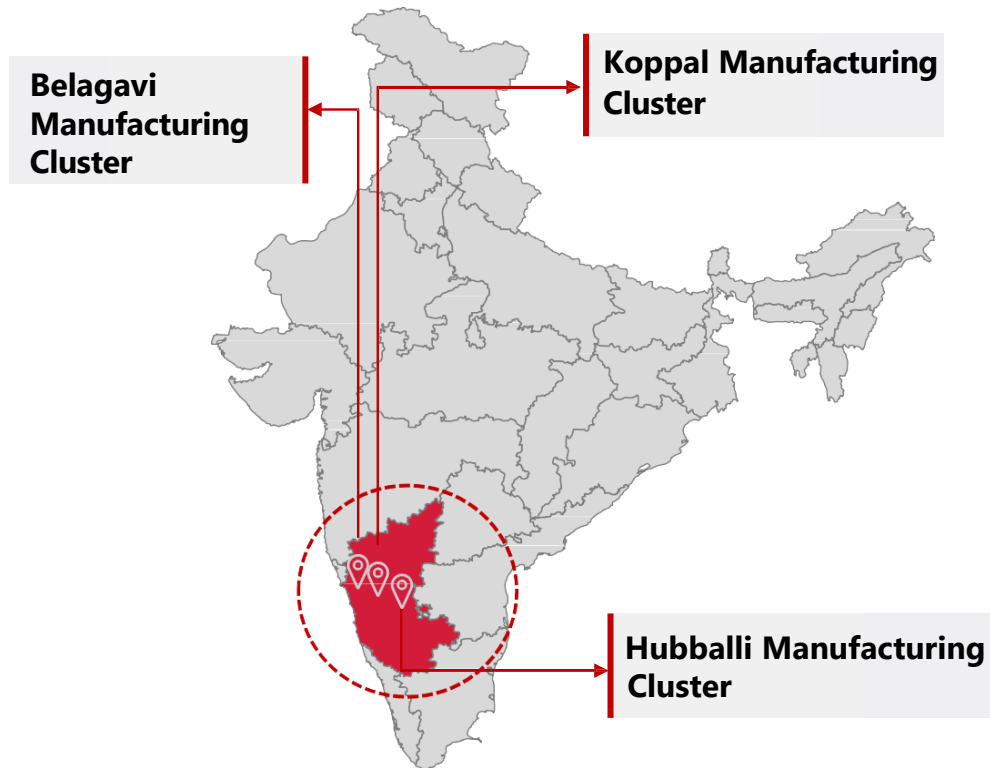 Belagavi
Manufacturing
Cluster
Koppal Manufacturing
Cluster
Hubballi Manufacturing
Cluster